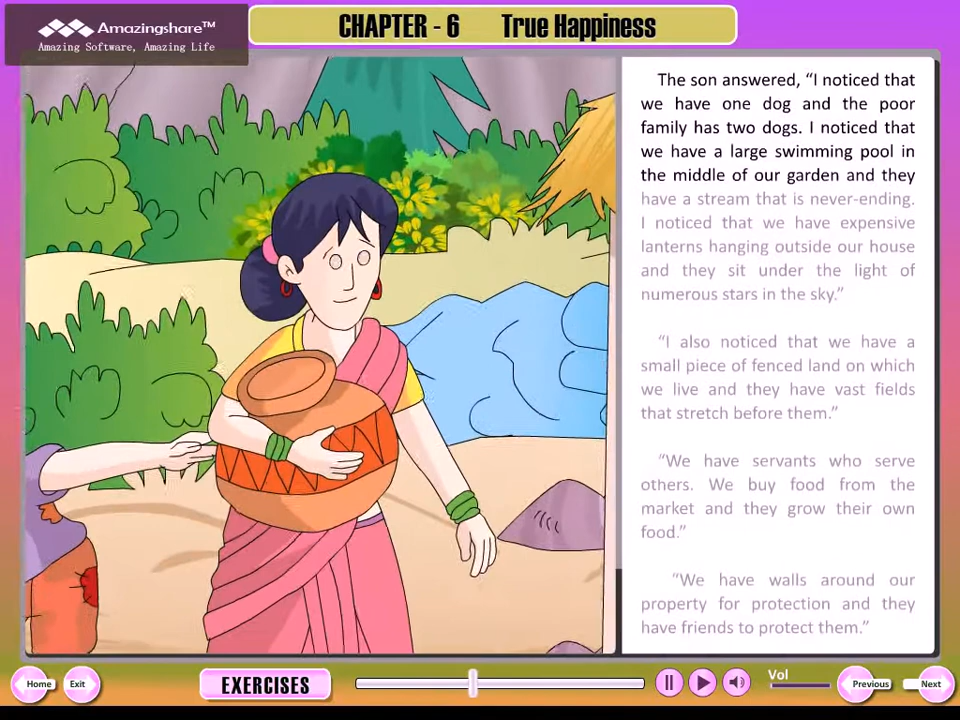 Amazingshare™
Amazing Software, Amazing Life
CHAPTER - 6 True Happiness
The son answered, “I noticed that
we have one dog and the poor
family has two dogs. I noticed that
we have a large swimming pool in
the middle of our garden and they
have a stream that is never-ending.
I noticed that we have expensive
lanterns hanging outside our house
and they sit under the light of
numerous stars in the sky.”
“I also noticed that we have a
small piece of fenced land on which
we live and they have vast fields
that stretch before them.”
“We have servants who serve
others. We buy food from the
market and they grow their own
food.”
“We have walls around our
property for protection and they
have friends to protect them.”
Home
Exit
EXERCISES
Vol
Previous
Next